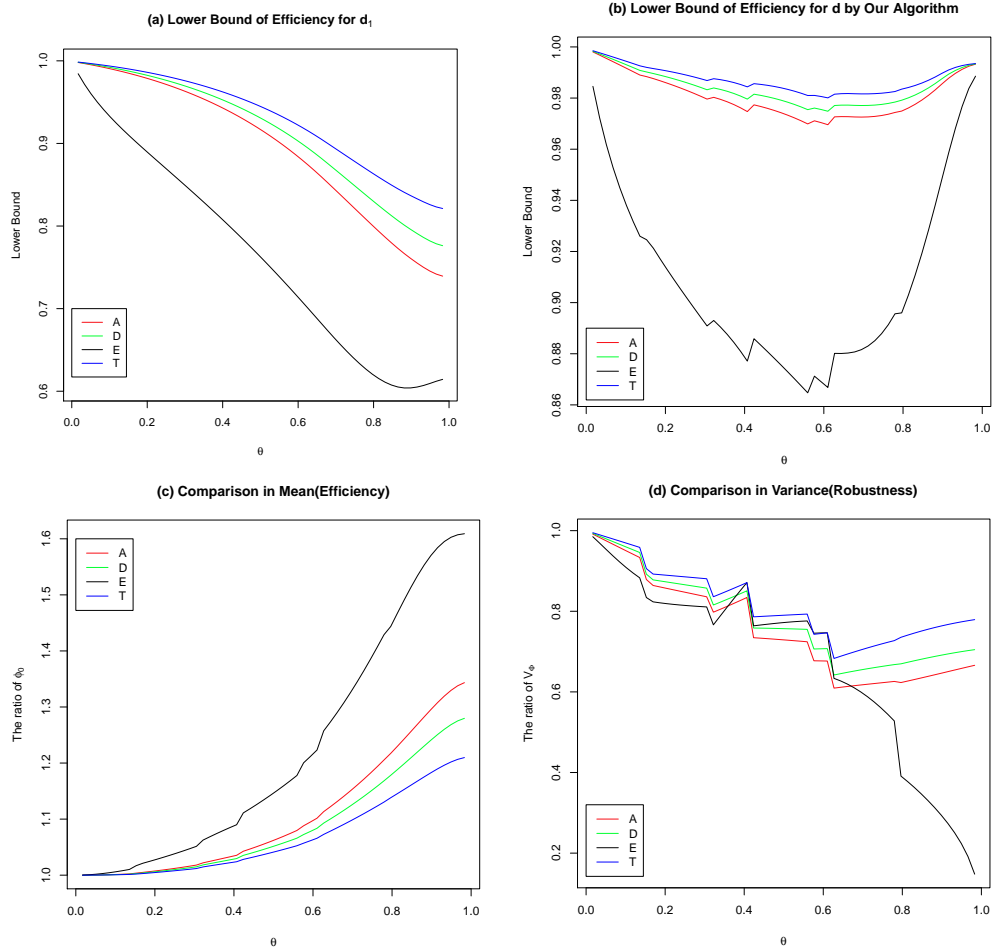 (a) Lower Bound of Efficiency for d1
Lower Bound
1.0
0.9
0.8
0.7
0.6
A
D
E
T
0.0 0.2 0.4 0.6 0.8 1.0
θ
(b) Lower Bound of Efficiency for d by Our Algorithm
Lower Bound
1.00
0.98
0.96
0.94
0.92
0.90
0.88
0.86
A
D
E
T
0.0 0.2 0.4 0.6 0.8 1.0
θ
(c) Comparison in Mean(Efficiency)
The ratio of ϕ0
1.6
1.5
1.4
1.3
1.2
1.1
1.0
A
D
E
T
0.0 0.2 0.4 0.6 0.8 1.0
θ
(d) Comparison in Variance(Robustness)
The ratio of VΦ
1.0
0.8
0.6
0.4
0.2
A
D
E
T
0.0 0.2 0.4 0.6 0.8 1.0
θ